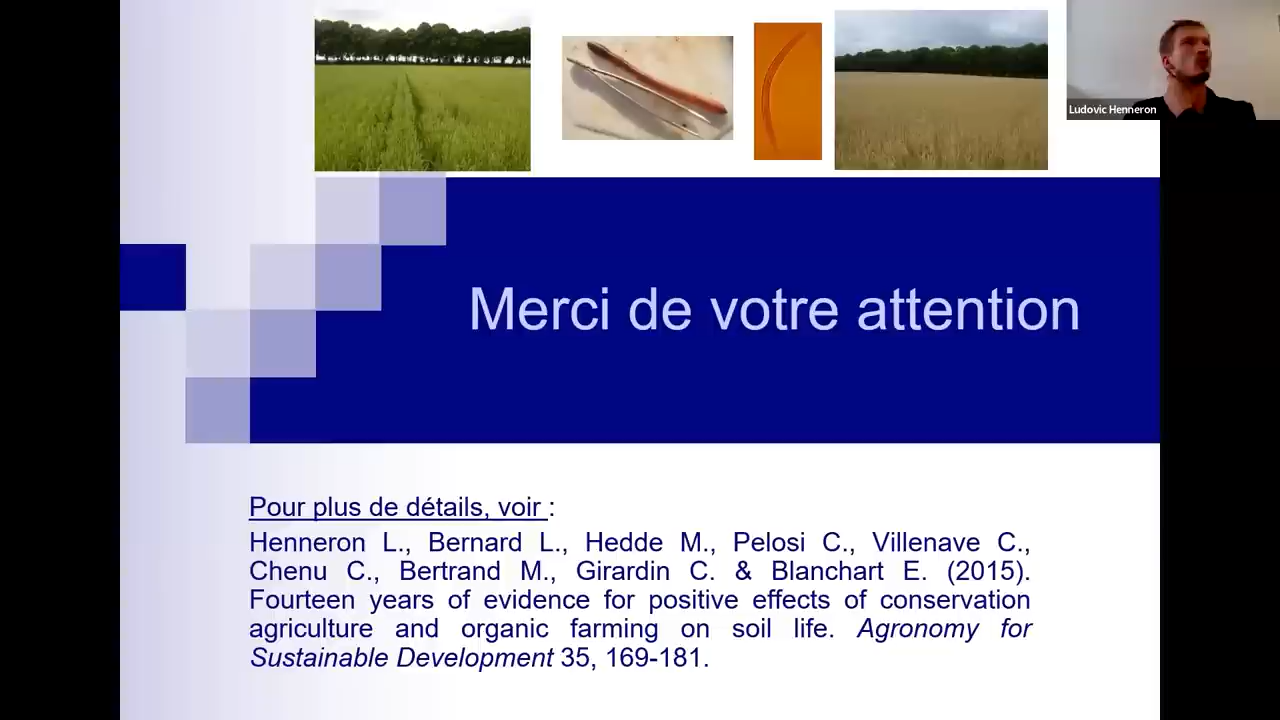 Ludovic Henneron
Merci de votre attention
Pour plus de détails, voir :
Henneron L., Bernard L., Hedde M., Pelosi C., Villenave C.,
Chenu C., Bertrand M., Girardin C. & Blanchart E. (2015).
Fourteen years of evidence for positive effects of conservation
agriculture and organic farming on soil life. Agronomy for
Sustainable Development 35, 169-181.